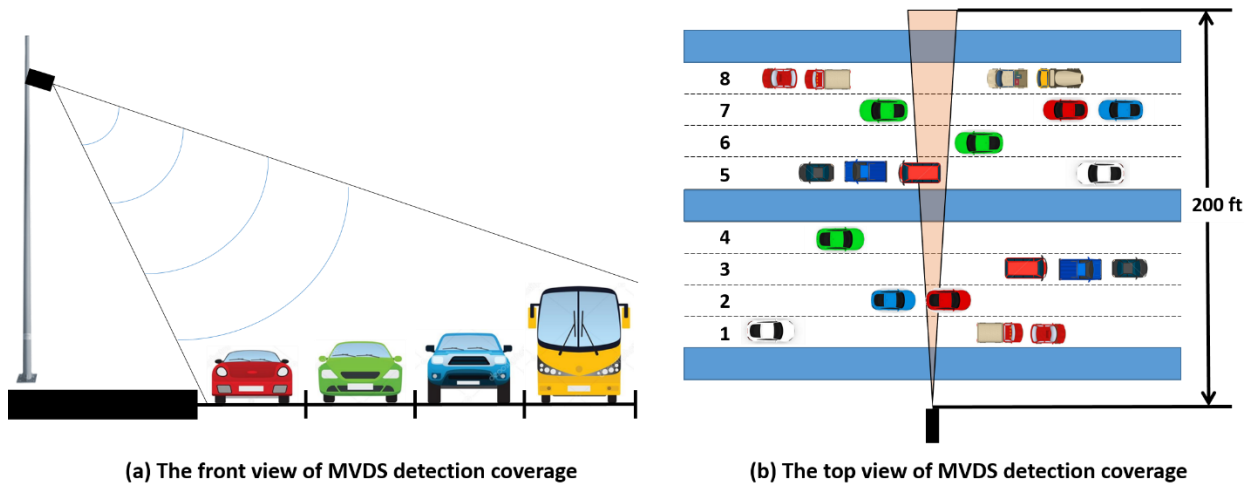 8
7
6
5
4
3
2
1
200 ft
(a) The front view of MVDS detection coverage
(b) The top view of MVDS detection coverage